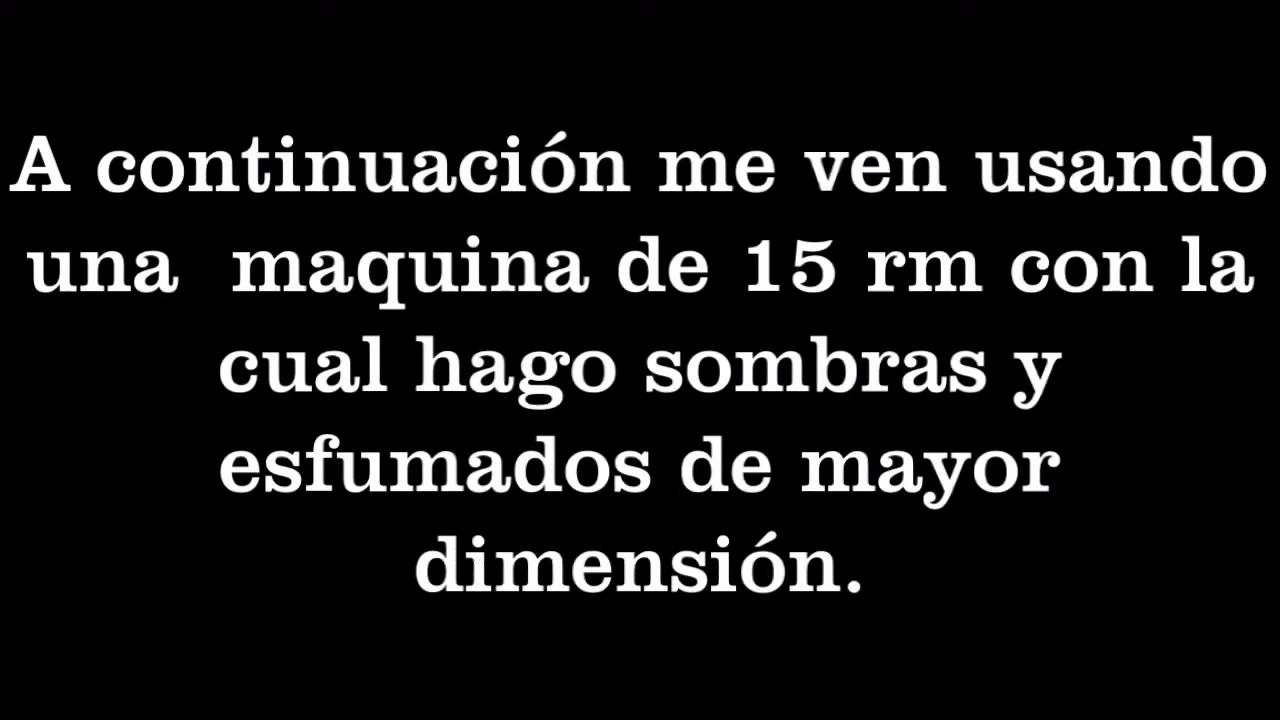 A continuación me ven usando
una  maquina de 15 rm con la
cual hago sombras y
esfumados de mayor
dimensión.